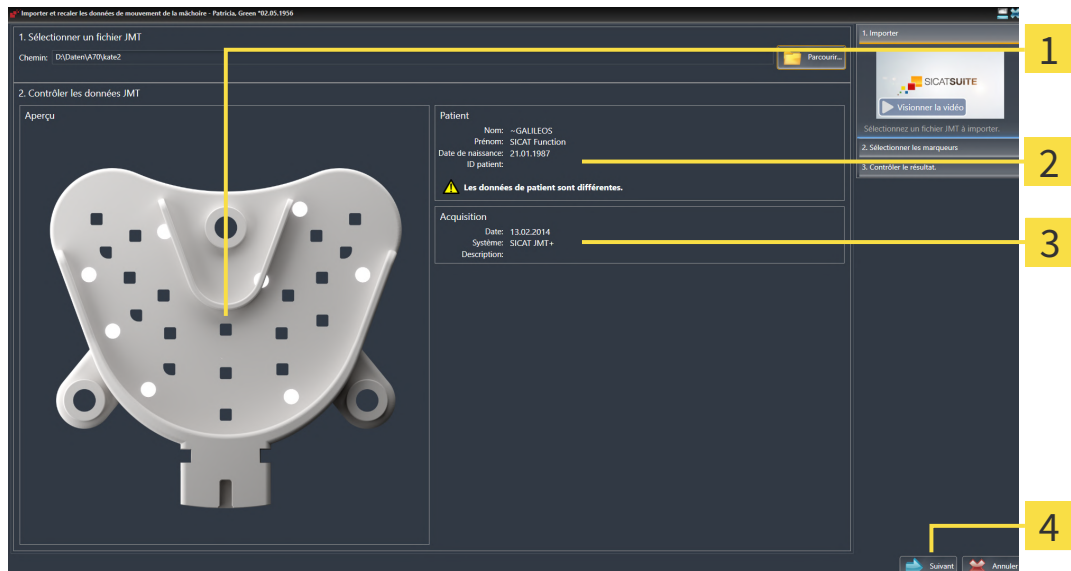 Importer et recaler les données de mouvement de la mâchoire - Patricia, Green *02.05.1956
1. Sélectionner un fichier JMT
Chemin: D:\Daten\A70\kate2
Parcourir...
2. Contrôler les données JMT
Aperçu
Patient
Nom: ~GALILEOS
Prénom: SICAT Function
Date de naissance: 21.01.1987
ID patient:
Les données de patient sont différentes.
Acquisition
Date: 13.02.2014
Système: SICAT JMT+
Description:
1. Importer
SICATSUITE
Visionner la vidéo
Sélectionnez un fichier JMT à importer.
2. Sélectionner les marqueurs
3. Contrôler le résultat.
1
2
3
4
Suivant
Annuler